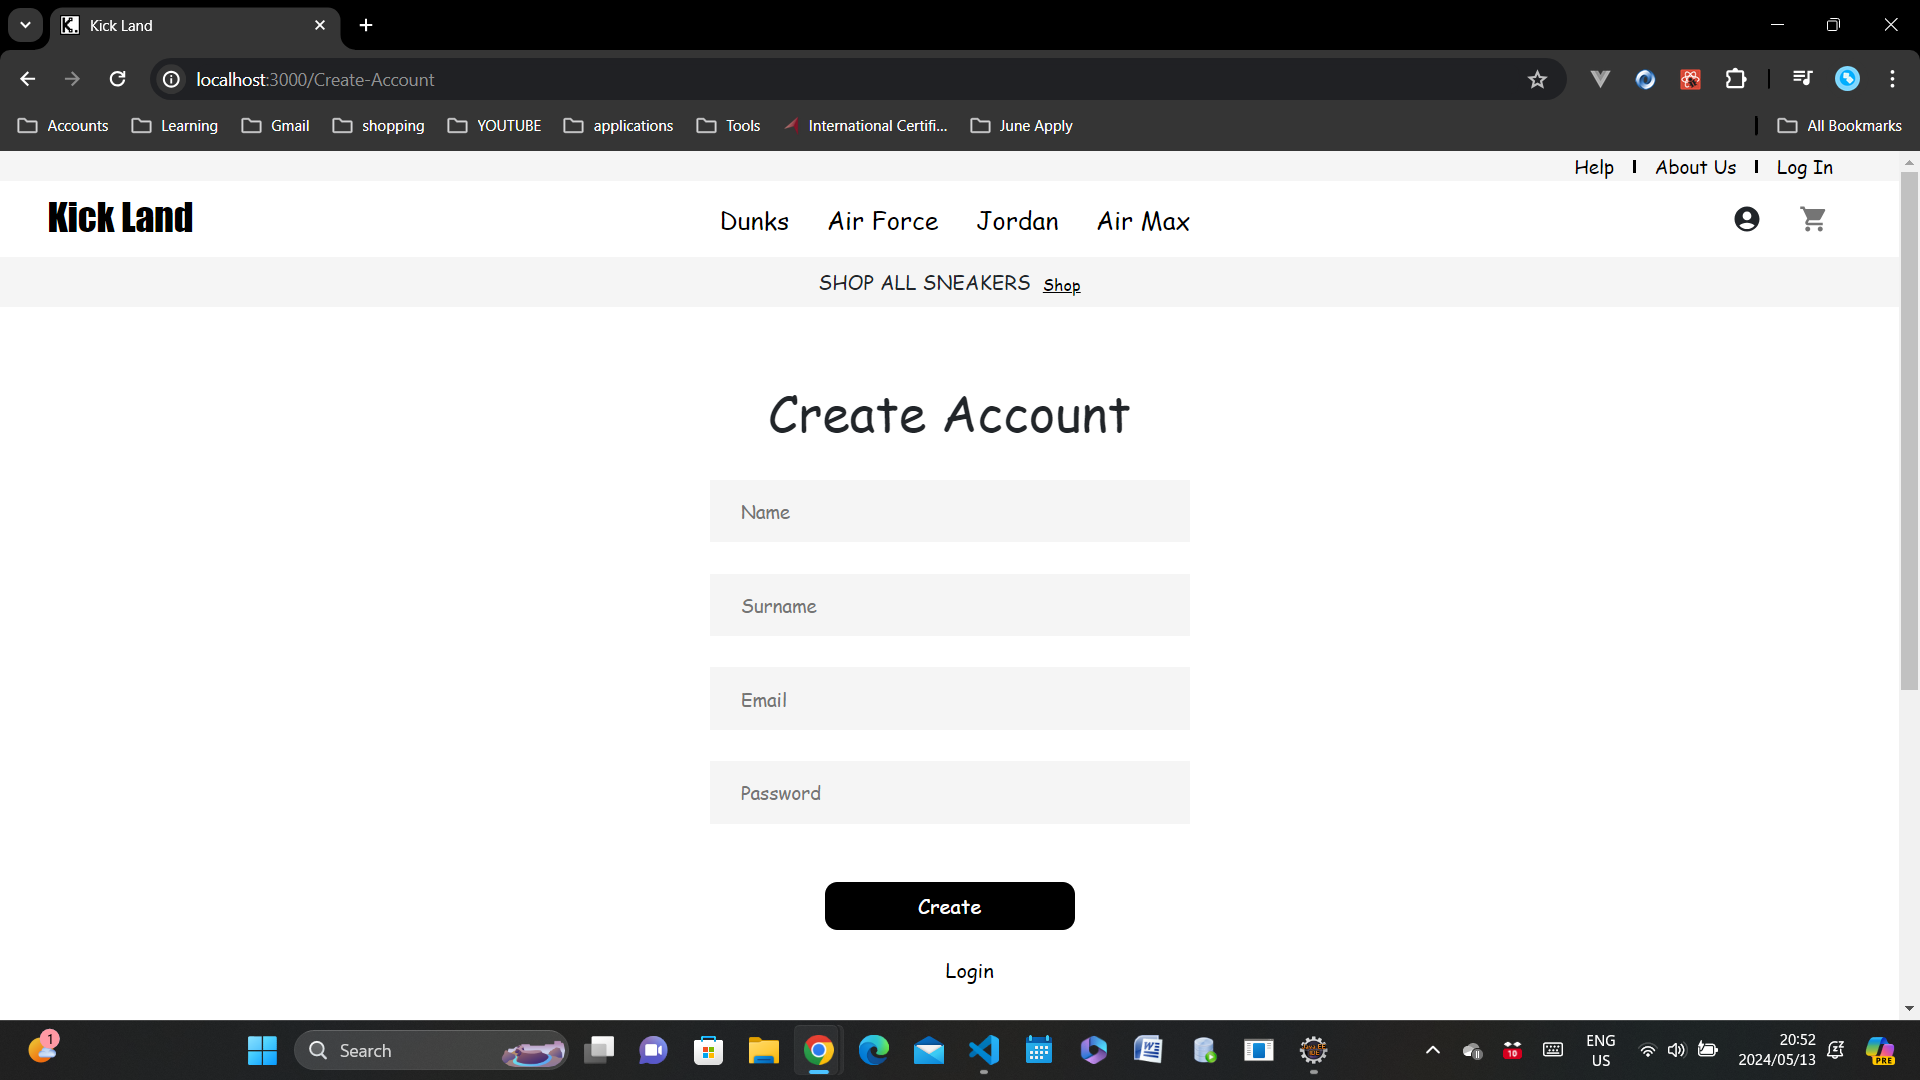 Kick Land
localhost:3000/Create-Account
Accounts Learning Gmail shopping YOUTUBE applications Tools International Certifi... June Apply All Bookmarks
Help About Us Log In
Kick Land Dunks Air Force Jordan Air Max
SHOP ALL SNEAKERS Shop
Create Account
Name
Surname
Email
Password
Create
Login
1 Search 10 ENG US 20:52 2024/05/13 PRE